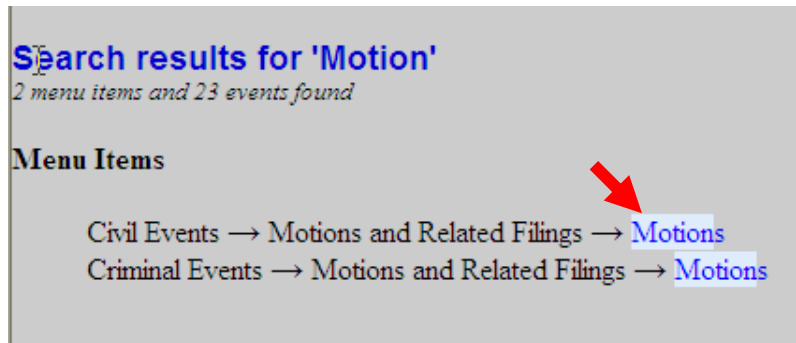 Search results for 'Motion'
2 menu items and 23 events found
Menu Items
Civil Events → Motions and Related Filings → Motions
Criminal Events → Motions and Related Filings → Motions